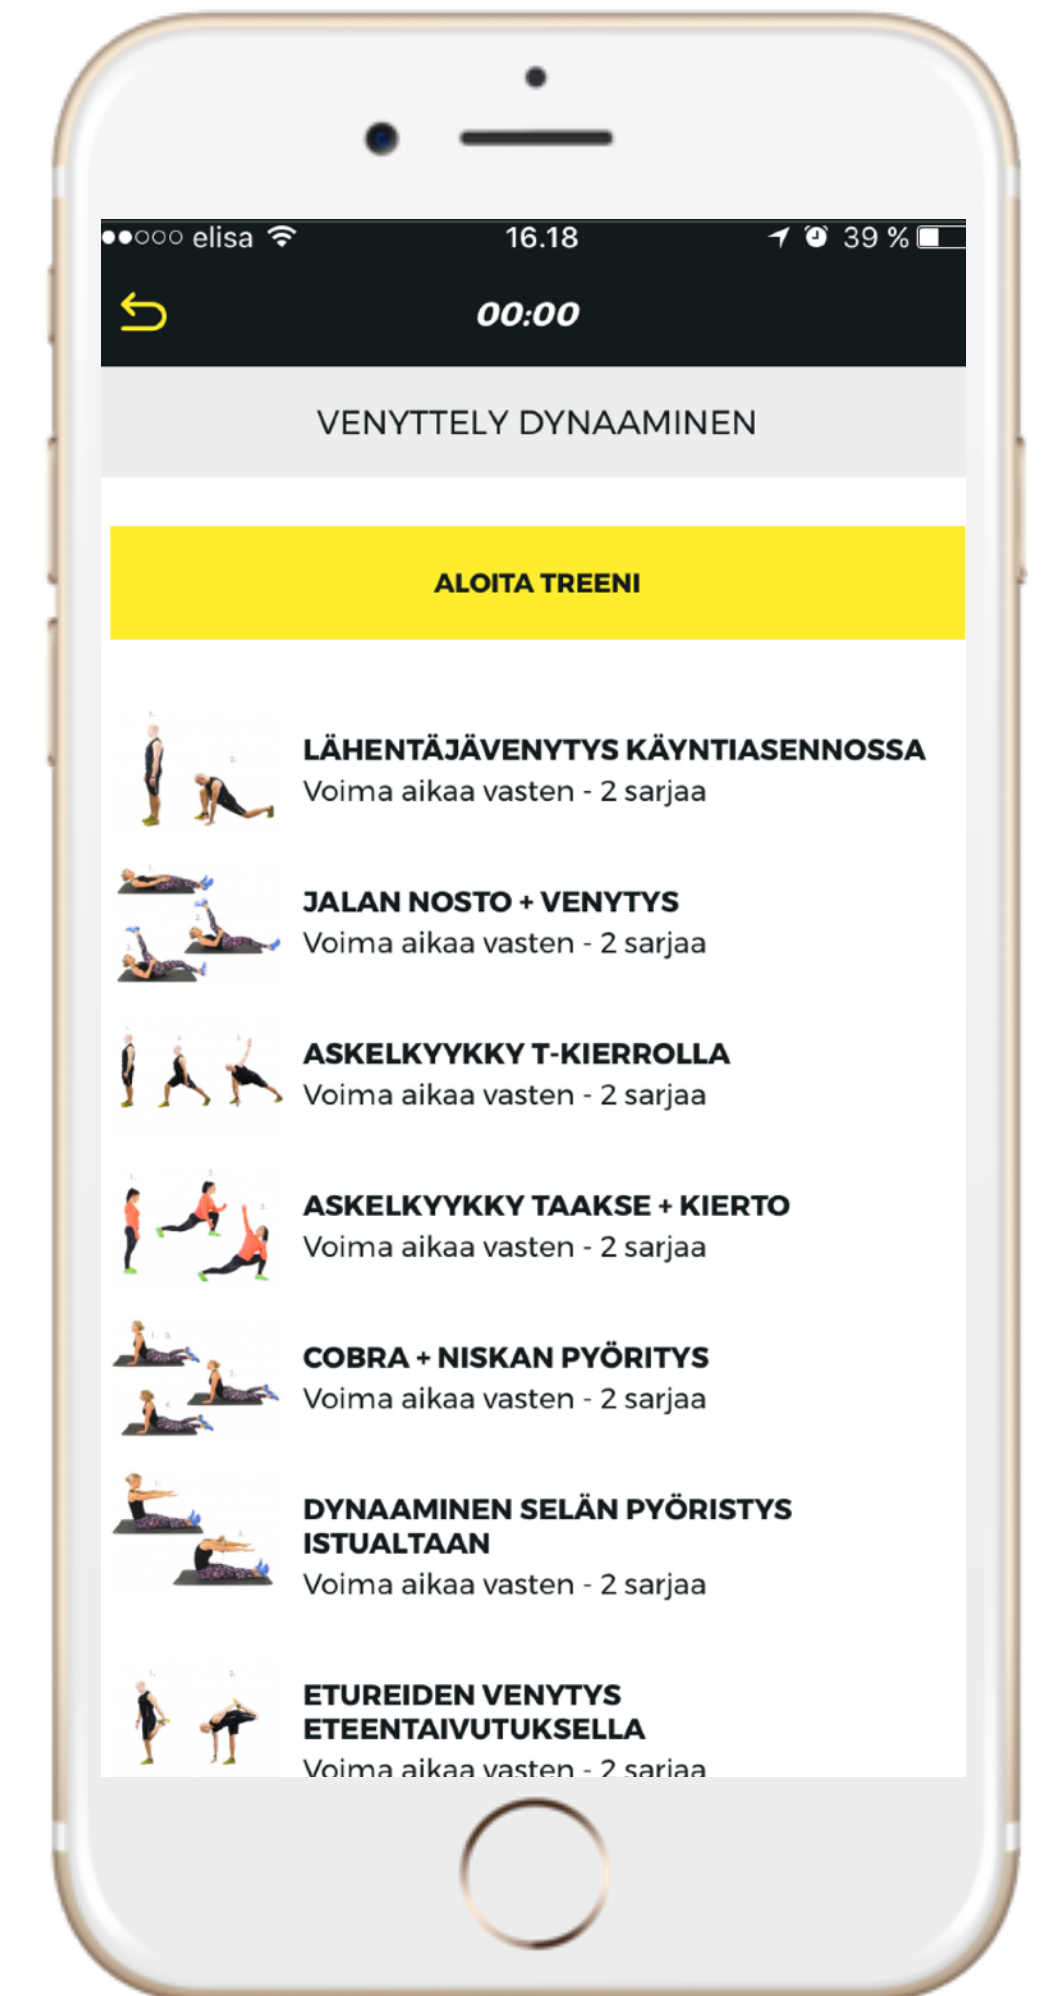 elisa 16.18 39 %
00:00
VENYTTELY DYNAAMINEN
ALOITA TREENI
LÄHENTÄJÄVENYTYS KÄYNTIASENNOSSA
Voima aikaa vasten - 2 sarjaa
JALAN NOSTO + VENYTYS
Voima aikaa vasten - 2 sarjaa
ASKELKYYKKY T-KIERROLLA
Voima aikaa vasten - 2 sarjaa
ASKELKYYKKY TAAKSE + KIERTO
Voima aikaa vasten - 2 sarjaa
COBRA + NISKAN PYÖRITYS
Voima aikaa vasten - 2 sarjaa
DYNAAMINEN SELÄN PYÖRISTYS
ISTUALTAAN
Voima aikaa vasten - 2 sarjaa
ETUREIDEN VENYTYS
ETEENTAIVUTUKSELLA
Voima aikaa vasten - 2 sarjaa